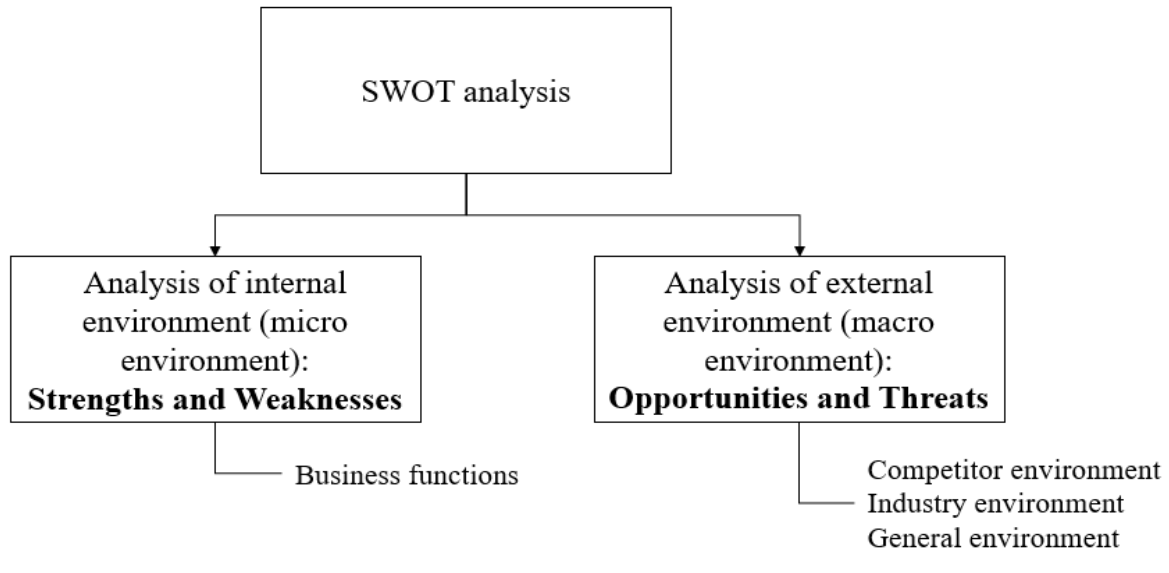 SWOT analysis
Analysis of internal
environment (micro
environment):
Strengths and Weaknesses
Business functions
Analysis of external
environment (macro
environment):
Opportunities and Threats
Competitor environment
Industry environment
General environment